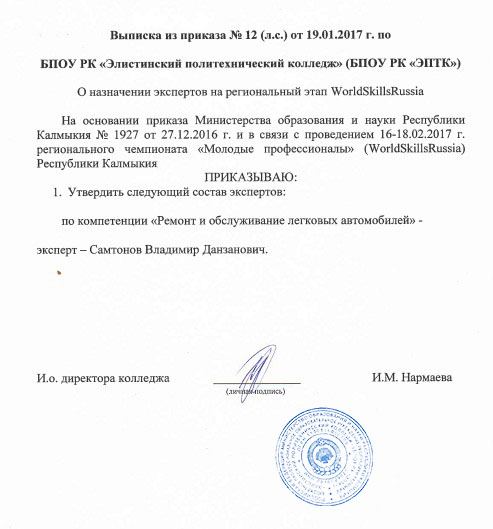 Выписка из приказа № 12 (л.с.) от 19.01.2017 г. по
БПОУ РК «Элистинский политехнический колледж» (БПОУ РК «ЭПТК»)
О назначении экспертов на региональный этап WorldSkillsRussia
На основании приказа Министерства образования и науки Республики
Калмыкия № 1927 от 27.12.2016 г. и в связи с проведением 16-18.02.2017 г.
регионального чемпионата «Молодые профессионалы» (WorldSkillsRussia)
Республики Калмыкия
ПРИКАЗЫВАЮ:
1. Утвердить следующий состав экспертов:
по компетенции «Ремонт и обслуживание легковых автомобилей» -
эксперт – Самтонов Владимир Данзанович.
И.о. директора колледжа
И.М. Нармаева
(личная подпись)